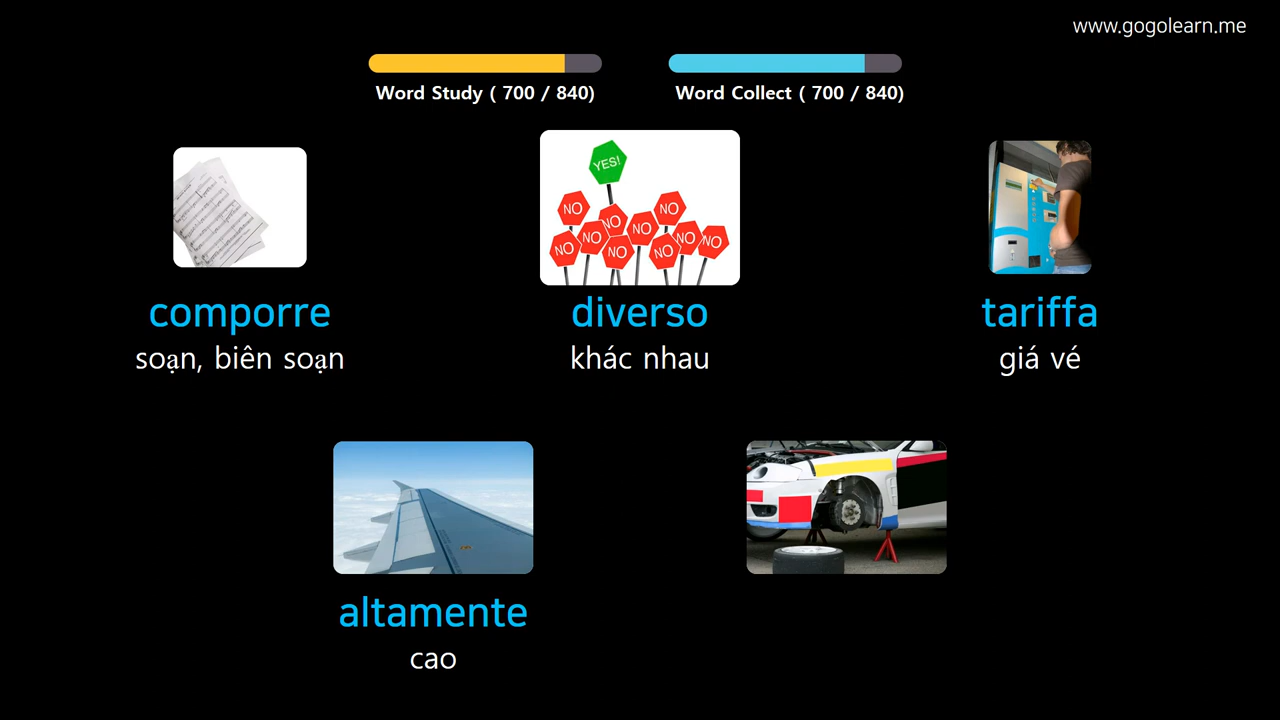 www.gogolearn.me
Word Study ( 700 / 840)
Word Collect ( 700 / 840)
YES!
NO
NO
NO
NO
NO
NO
NO
NO
NO
NO
comporre
soạn, biên soạn
diverso
khác nhau
tariffa
giá vé
altamente
cao